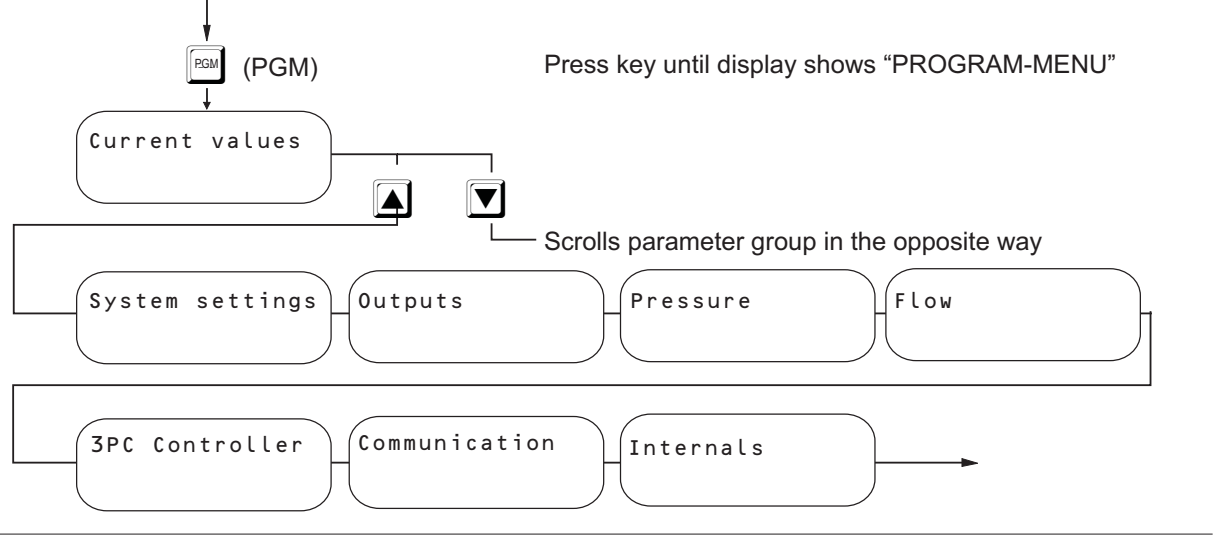 PGM (PGM) Press key until display shows “PROGRAM-MENU”
Current values
Scrolls parameter group in the opposite way
System settings Outputs Pressure Flow
3PC Controller Communication Internals